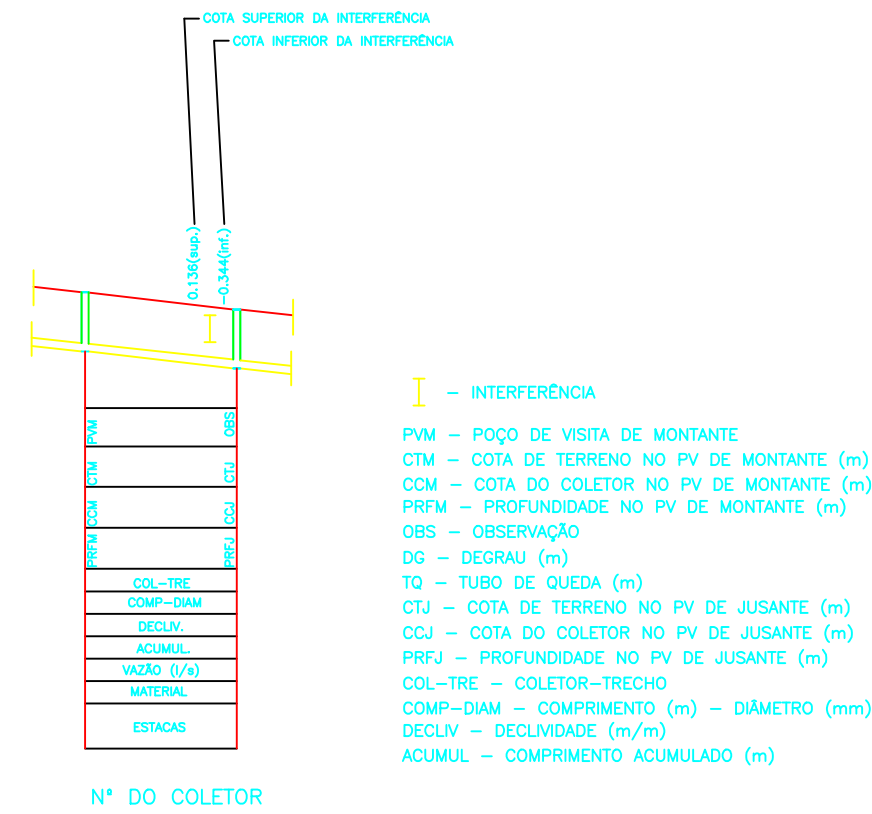 COTA SUPERIOR DA INTERFERÊNCIA
COTA INFERIOR DA INTERFERÊNCIA
0.136(sup.)
-0.344(inf.)
PVM
OBS
CTM
CTJ
CCM
CCJ
PRFM
PRFJ
COL-TRE
COMP-DIAM
DECLIV.
ACUMUL.
VAZÃO (l/s)
MATERIAL
ESTACAS
Nº DO COLETOR
- INTERFERÊNCIA
PVM - POÇO DE VISITA DE MONTANTE
CTM - COTA DE TERRENO NO PV DE MONTANTE (m)
CCM - COTA DO COLETOR NO PV DE MONTANTE (m)
PRFM - PROFUNDIDADE NO PV DE MONTANTE (m)
OBS - OBSERVAÇÃO
DG - DEGRAU (m)
TQ - TUBO DE QUEDA (m)
CTJ - COTA DE TERRENO NO PV DE JUSANTE (m)
CCJ - COTA DO COLETOR NO PV DE JUSANTE (m)
PRFJ - PROFUNDIDADE NO PV DE JUSANTE (m)
COL-TRE - COLETOR-TRECHO
COMP-DIAM - COMPRIMENTO (m) - DIÂMETRO (mm)
DECLIV - DECLIVIDADE (m/m)
ACUMUL - COMPRIMENTO ACUMULADO (m)